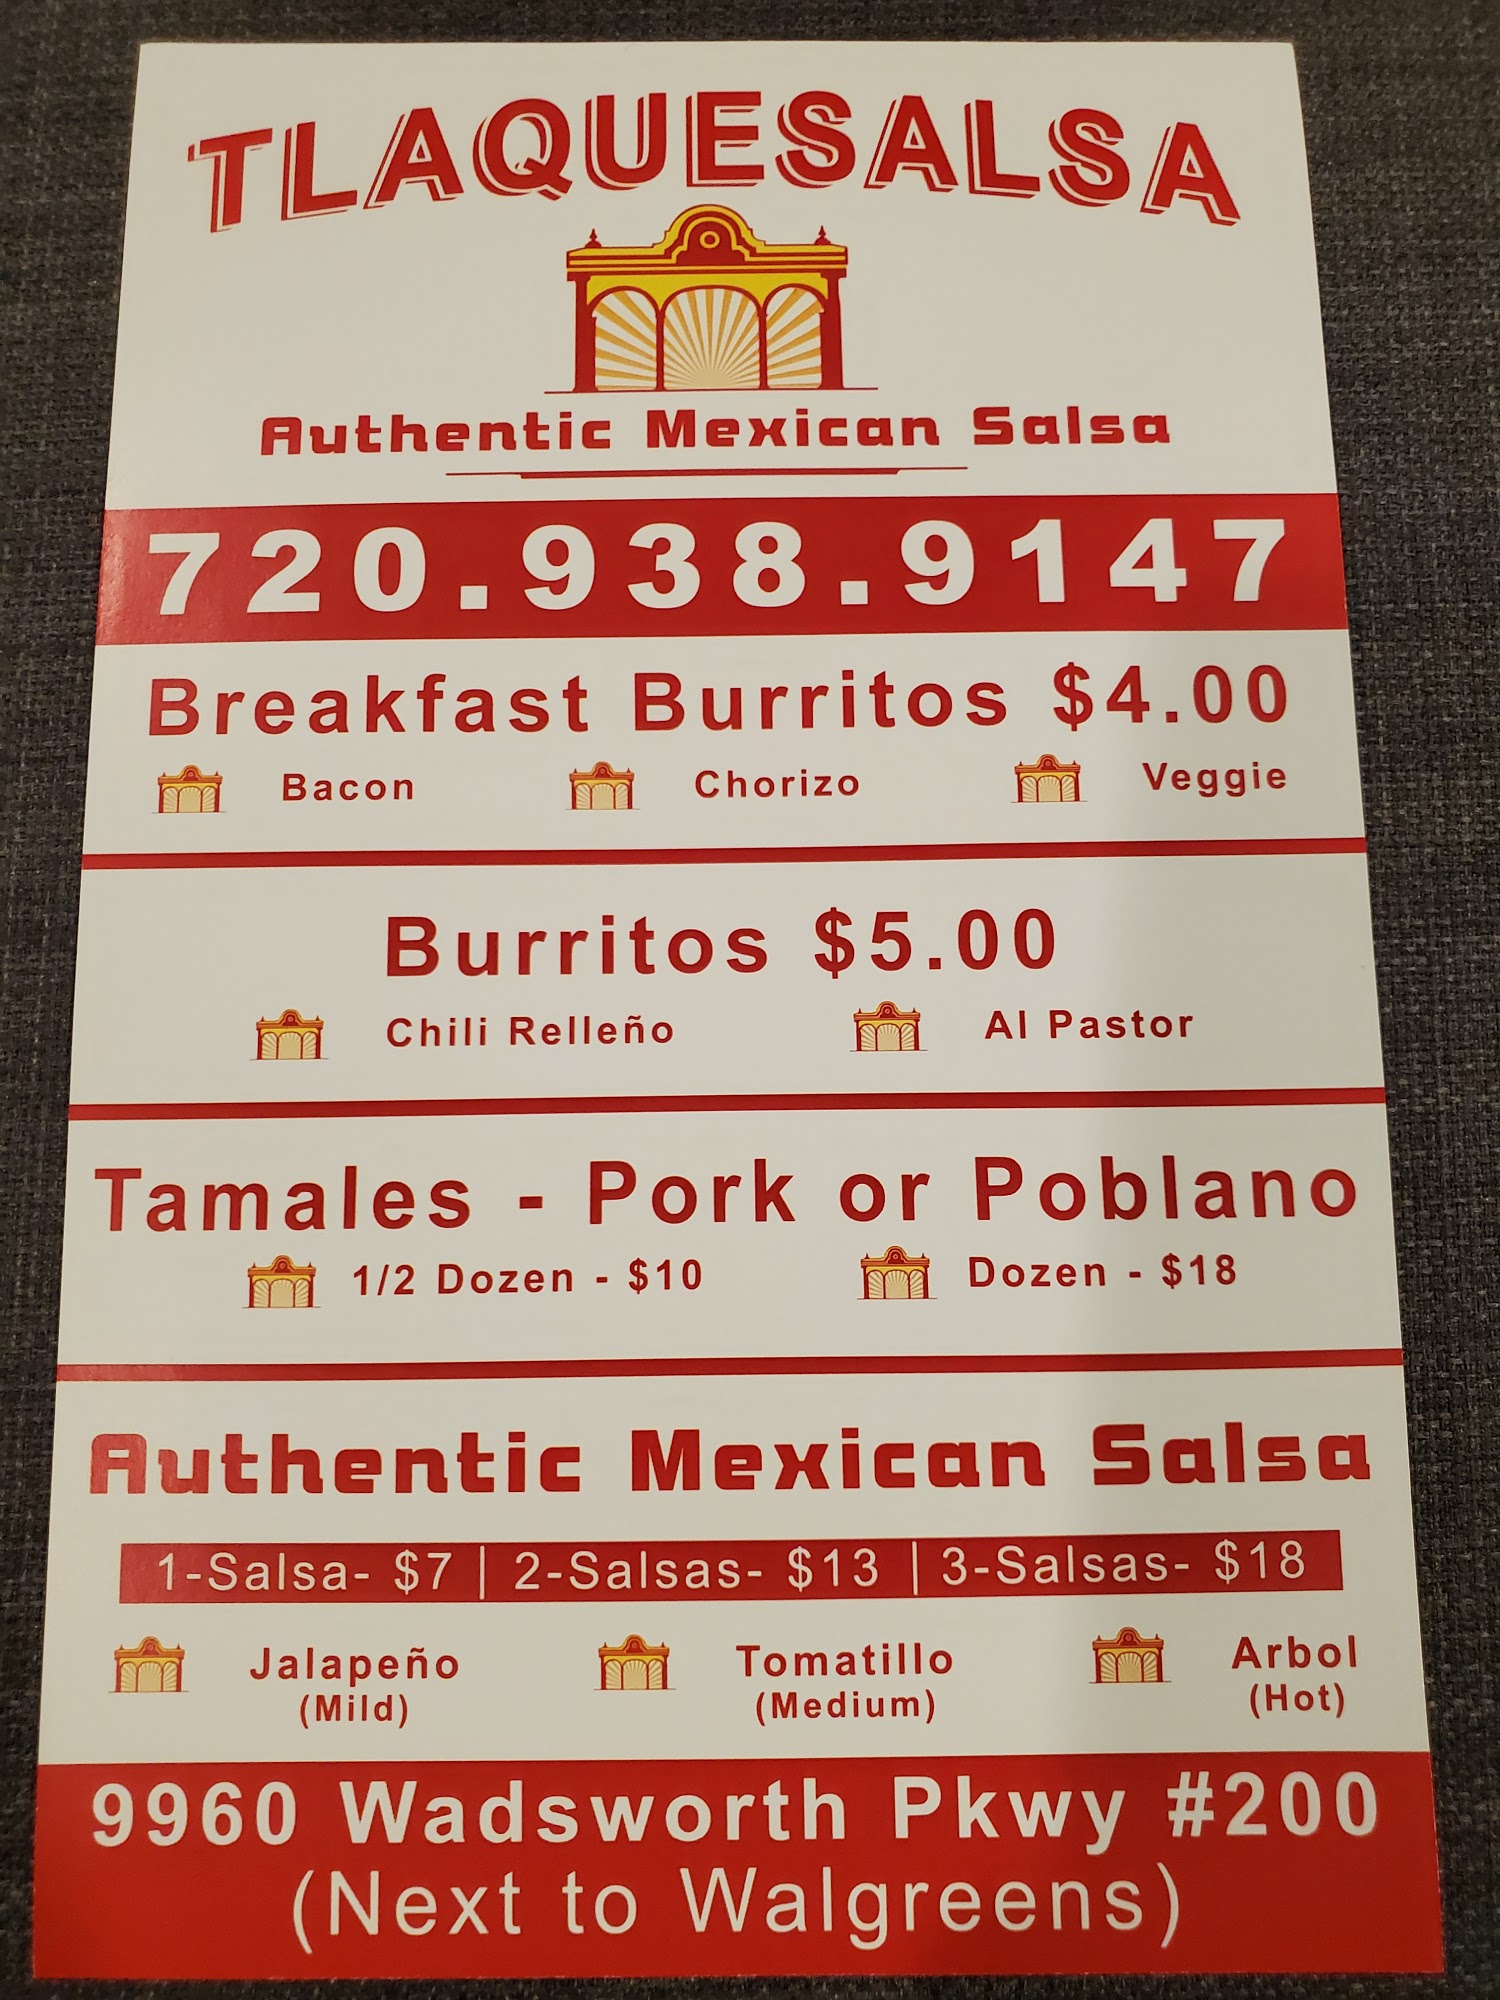 TLAQUESALSA
Authentic Mexican Salsa
720.938.9147
Breakfast Burritos $4.00
Bacon Chorizo Veggie
Burritos $5.00
Chili Relleño Al Pastor
Tamales - Pork or Poblano
1/2 Dozen - $10 Dozen - $18
Authentic Mexican Salsa
1-Salsa- $7 | 2-Salsas- $13 | 3-Salsas- $18
Jalapeño Tomatillo Arbol
(Mild) (Medium) (Hot)
9960 Wadsworth Pkwy #200
(Next to Walgreens)